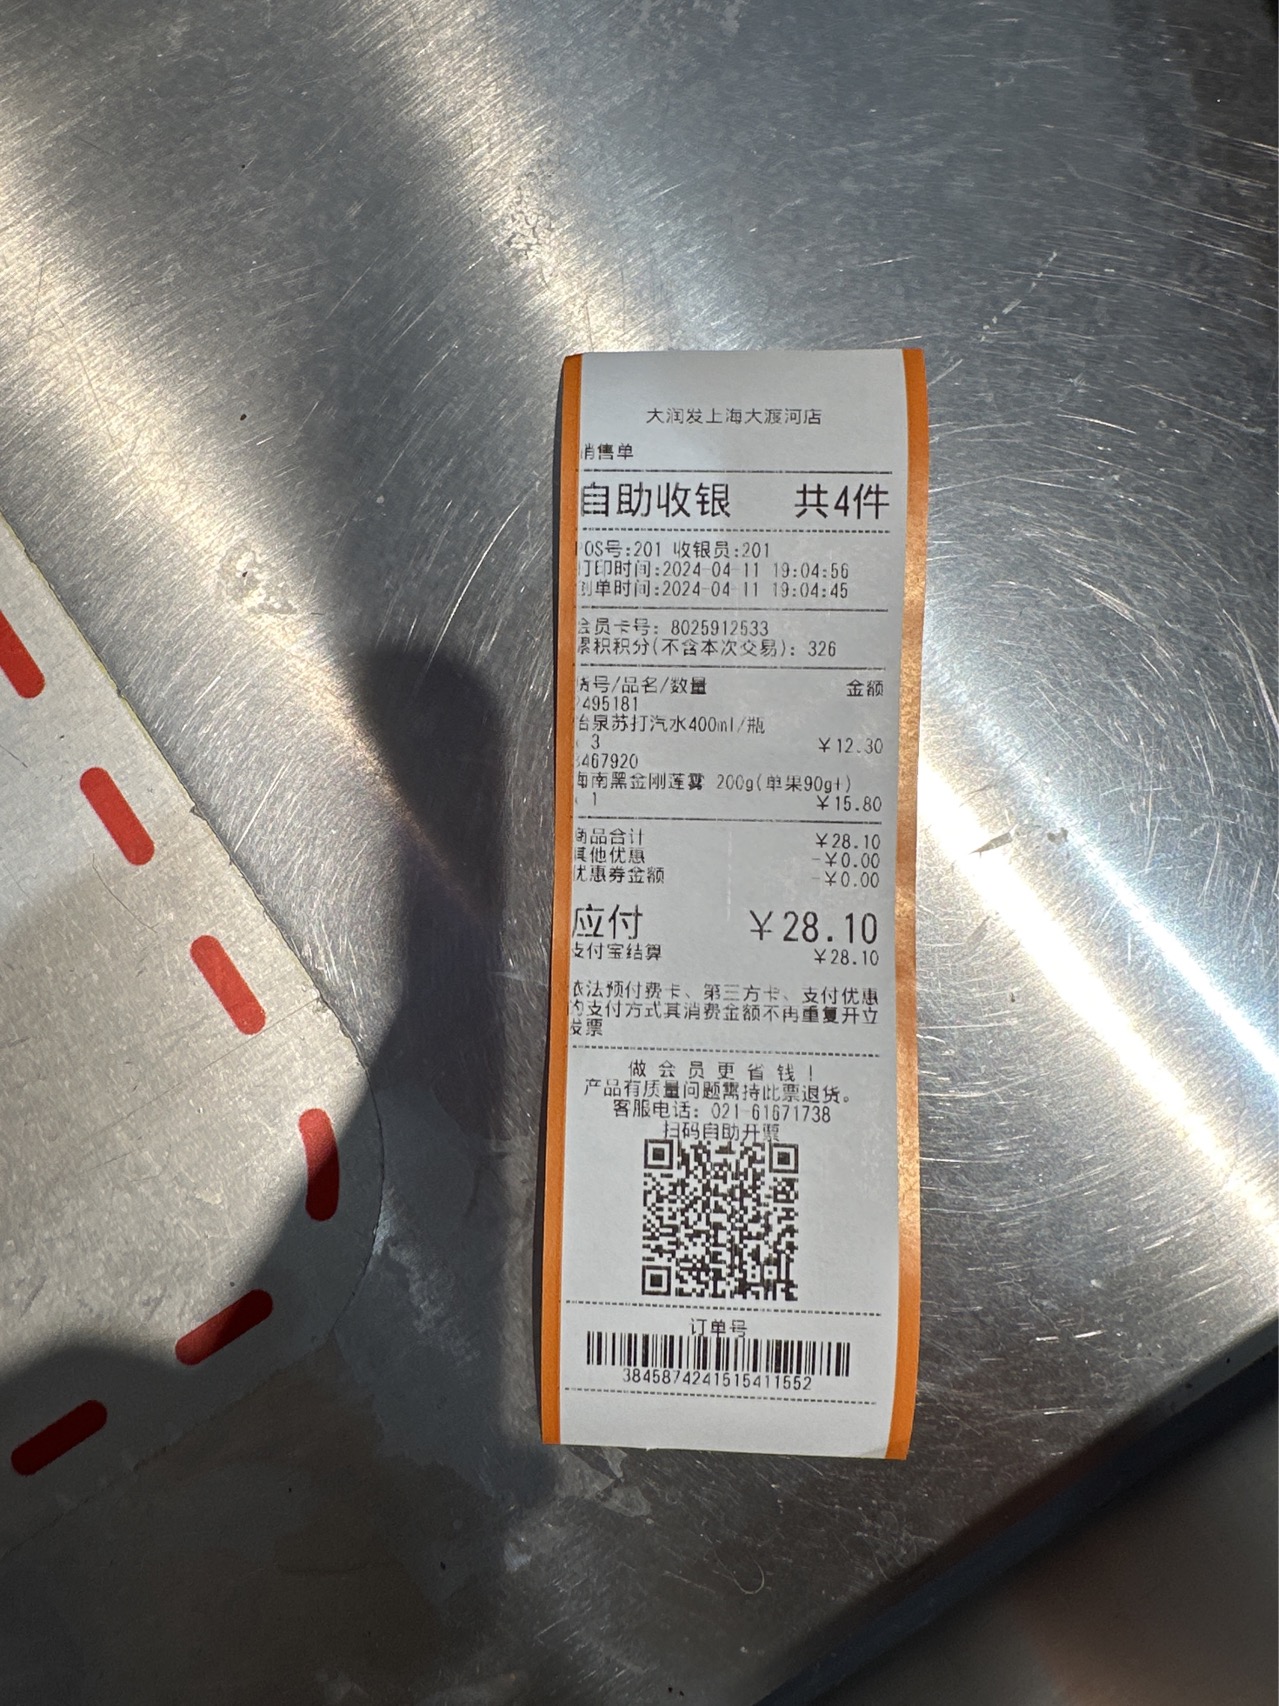 大润发上海大渡河店
销售单
自助收银 共4件
POS号:201 收银员:201
打印时间:2024-04-11 19:04:56
创单时间:2024-04-11 19:04:45
会员卡号: 8025912533
累积积分(不含本次交易): 326
货号/品名/数量 金额
495181
怡泉苏打汽水400ml/瓶
3 ¥12.30
467920
海南黑金刚莲雾 200g(单果90g+)
1 ¥15.80
商品合计 ¥28.10
其他优惠 -¥0.00
优惠券金额 -¥0.00
应付 ¥28.10
支付宝结算 ¥28.10
依法预付费卡、第三方卡、支付优惠
的支付方式其消费金额不再重复开立
发票
做会员更省钱!
产品有质量问题需持此票退货。
客服电话: 021-61671738
扫码自助开票
订单号
3845874241515411552